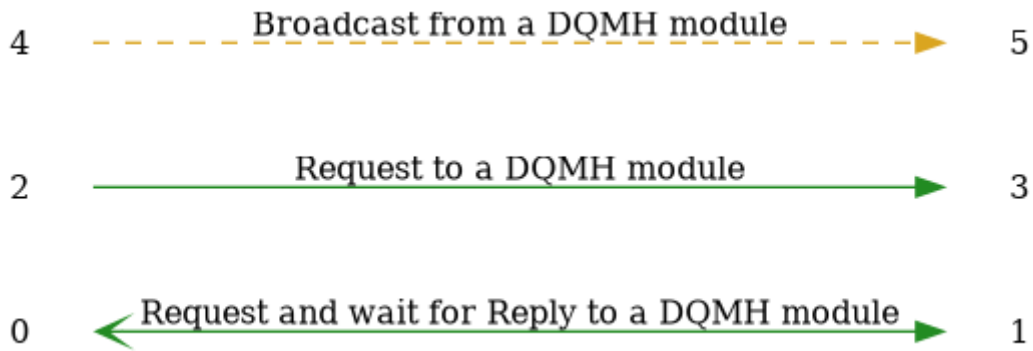 4 Broadcast from a DQMH module 5
2 Request to a DQMH module 3
0 Request and wait for Reply to a DQMH module 1